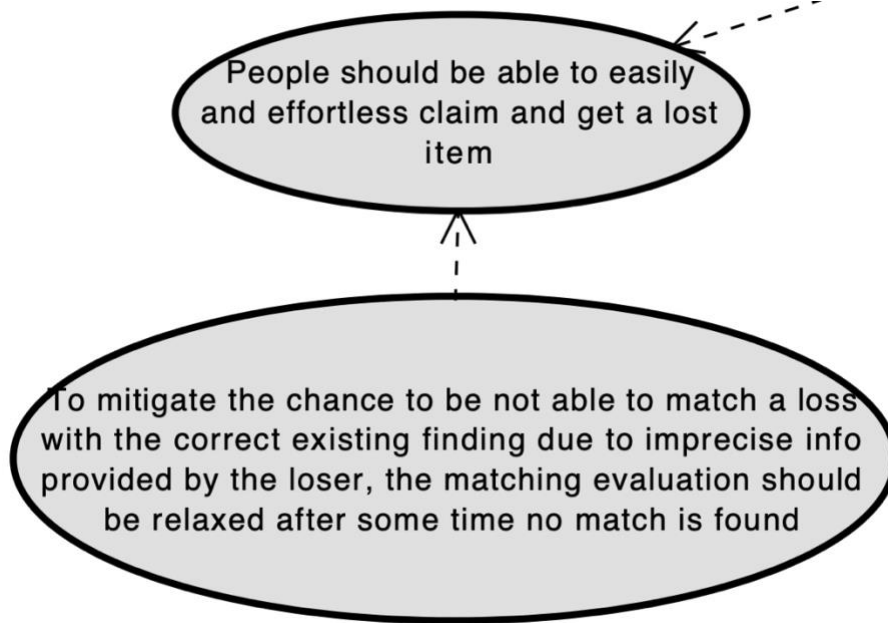 People should be able to easily
and effortless claim and get a lost
item
To mitigate the chance to be not able to match a loss
with the correct existing finding due to imprecise info
provided by the loser, the matching evaluation should
be relaxed after some time no match is found